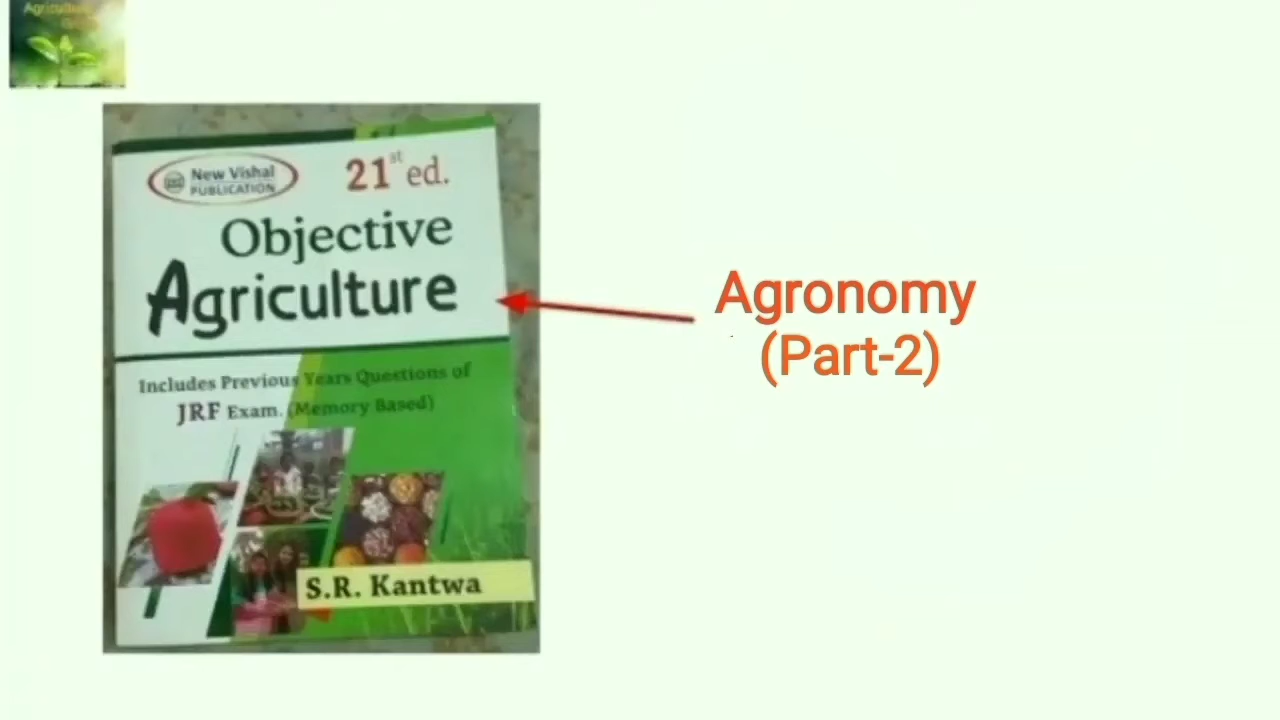 Agriculture
New Vishal
PUBLICATION
21st ed.
Objective
Agriculture
Includes Previous Years Questions of
JRF Exam. (Memory Based)
S.R. Kantwa
Agronomy
(Part-2)